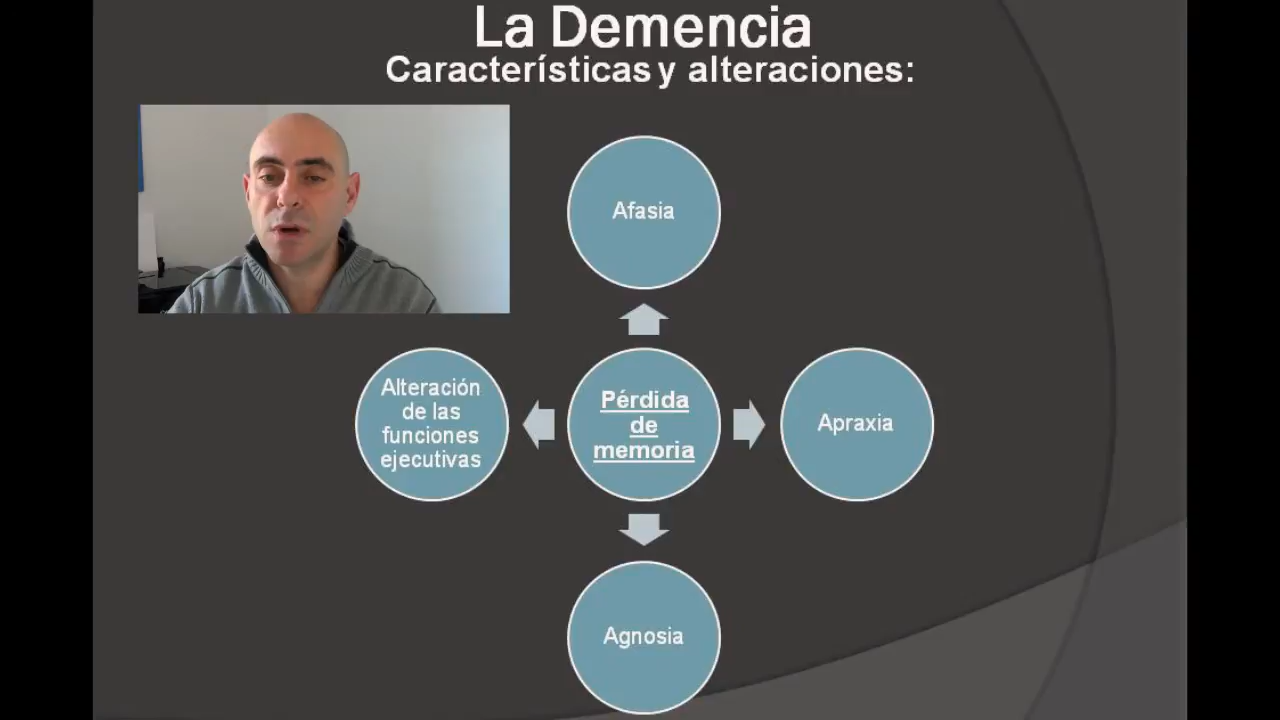 La Demencia
Características y alteraciones:
Afasia
Alteración
de las
funciones
ejecutivas
Pérdida
de
memoria
Apraxia
Agnosia